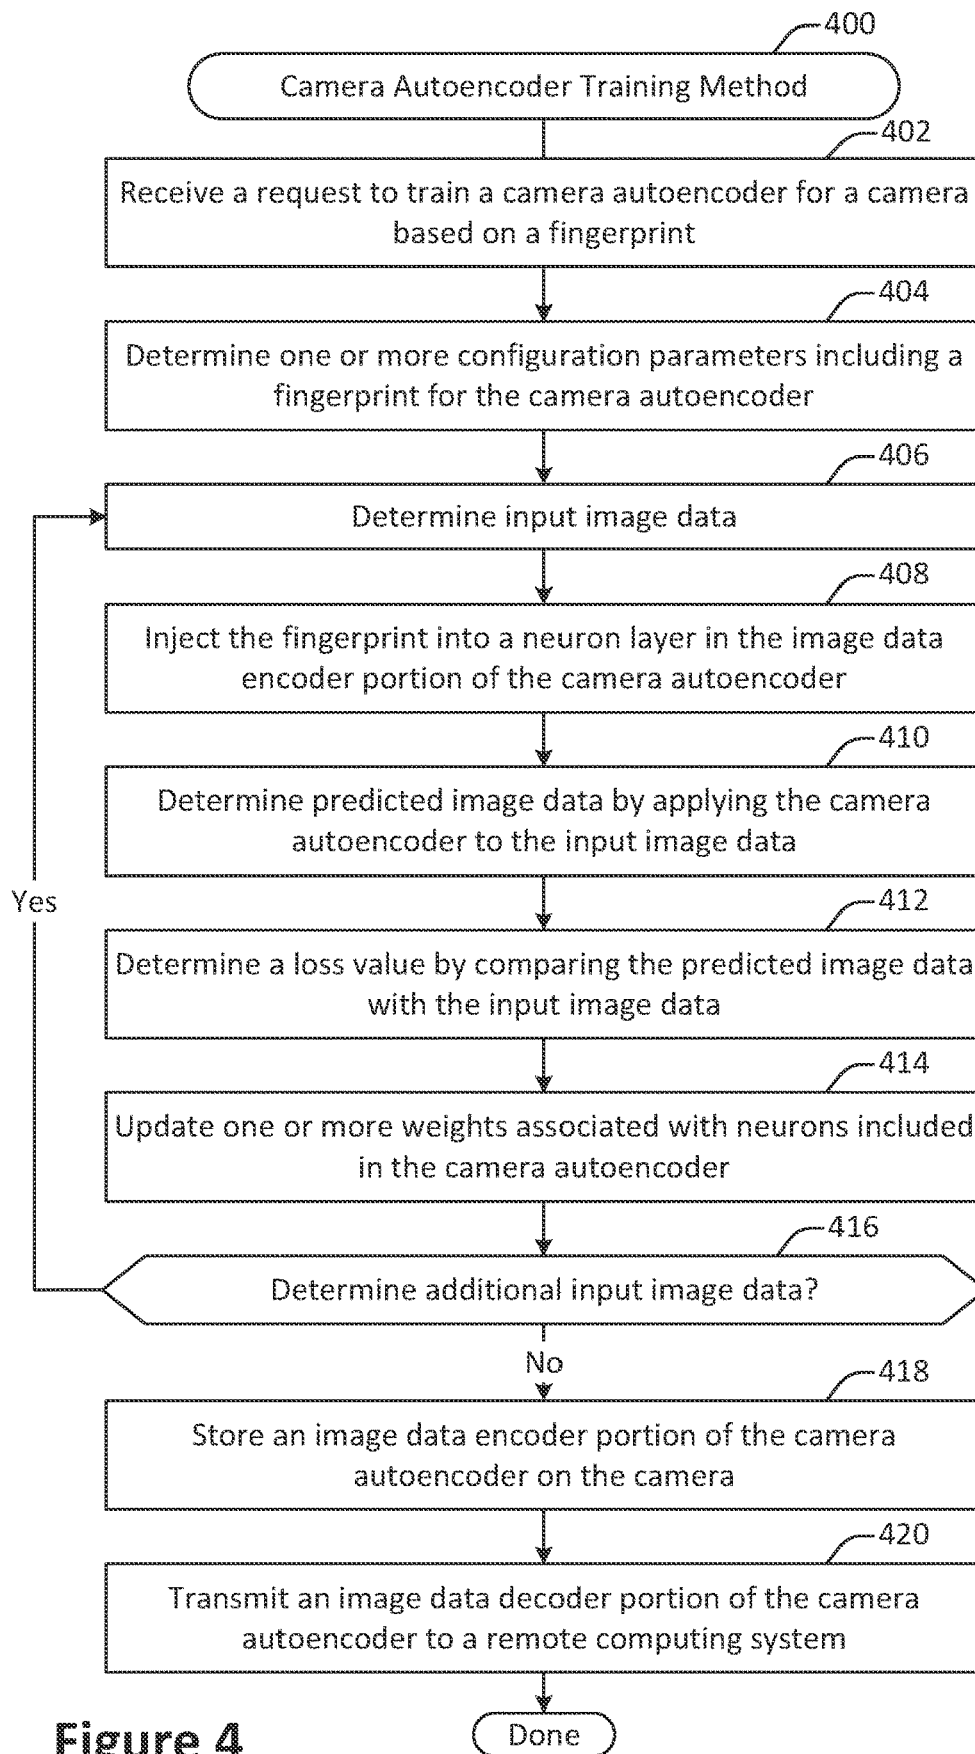 400
Camera Autoencoder Training Method
402
Receive a request to train a camera autoencoder for a camera
based on a fingerprint
404
Determine one or more configuration parameters including a
fingerprint for the camera autoencoder
406
Determine input image data
408
Inject the fingerprint into a neuron layer in the image data
encoder portion of the camera autoencoder
410
Determine predicted image data by applying the camera
autoencoder to the input image data
Yes
412
Determine a loss value by comparing the predicted image data
with the input image data
414
Update one or more weights associated with neurons included
in the camera autoencoder
416
Determine additional input image data?
No
418
Store an image data encoder portion of the camera
autoencoder on the camera
420
Transmit an image data decoder portion of the camera
autoencoder to a remote computing system
Done
Figure 4